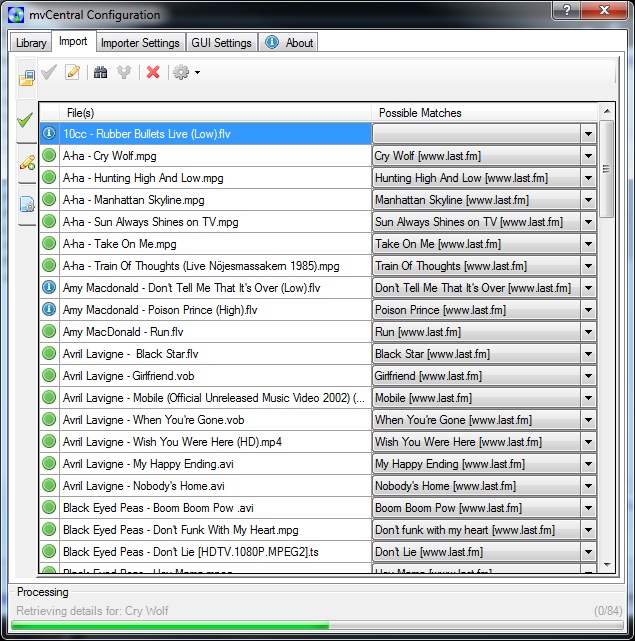 mvCentral Configuration
Library Import Importer Settings GUI Settings About
File(s) Possible Matches
10cc - Rubber Bullets Live (Low).flv
A-ha - Cry Wolf.mpg Cry Wolf [www.last.fm]
A-ha - Hunting High And Low.mpg Hunting High And Low [www.last.fm]
A-ha - Manhattan Skyline.mpg Manhattan Skyline [www.last.fm]
A-ha - Sun Always Shines on TV.mpg Sun Always Shines on TV [www.last.fm]
A-ha - Take On Me.mpg Take On Me [www.last.fm]
A-ha - Train Of Thoughts (Live Nöjesmassakern 1985).mpg Train Of Thoughts [www.last.fm]
Amy Macdonald - Don't Tell Me That It's Over (Low).flv Don't Tell Me That It's Over [www.last.fm]
Amy Macdonald - Poison Prince (High).flv Poison Prince [www.last.fm]
Amy MacDonald - Run.flv Run [www.last.fm]
Avril Lavigne - Black Star.flv Black Star [www.last.fm]
Avril Lavigne - Girlfriend.vob Girlfriend [www.last.fm]
Avril Lavigne - Mobile (Official Unreleased Music Video 2002) (... Mobile [www.last.fm]
Avril Lavigne - When You're Gone.vob When You're Gone [www.last.fm]
Avril Lavigne - Wish You Were Here (HD).mp4 Wish You Were Here [www.last.fm]
Avril Lavigne - My Happy Ending.avi My Happy Ending [www.last.fm]
Avril Lavigne - Nobody's Home.avi Nobody's Home [www.last.fm]
Black Eyed Peas - Boom Boom Pow .avi Boom Boom Pow [www.last.fm]
Black Eyed Peas - Don't Funk With My Heart.mpg Don't funk with my heart [www.last.fm]
Black Eyed Peas - Don't Lie [HDTV.1080P.MPEG2].ts Don't Lie [www.last.fm]
Black Eyed Peas - Hey Mama.mpeg Hey Mama [www.last.fm]
Processing
Retrieving details for: Cry Wolf (0/84)